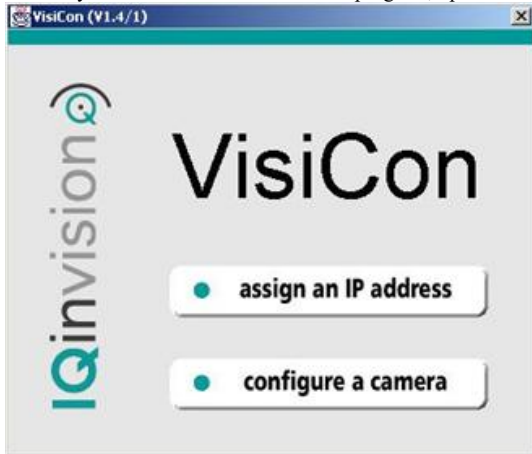 VisiCon (V1.4/1)
IQinvision
VisiCon
assign an IP address
configure a camera